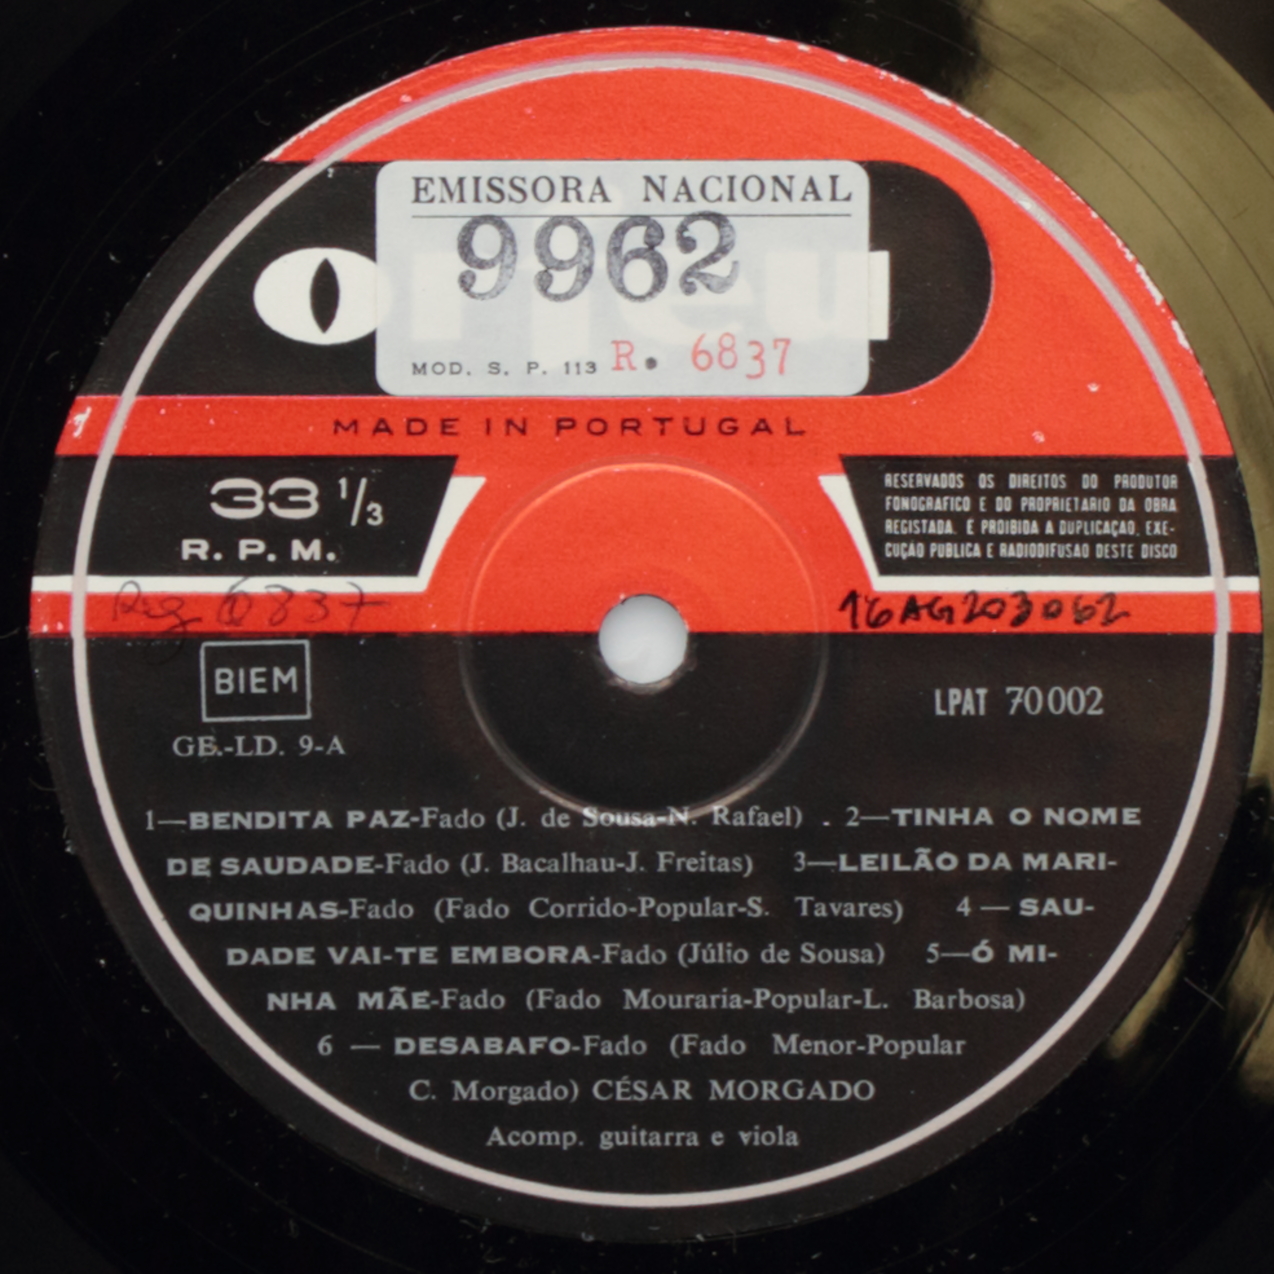 EMISSORA NACIONAL
9962
Orfeu
MOD. S. P. 113 R. 6837
MADE IN PORTUGAL
33 1/3
R. P. M.
RESERVADOS OS DIREITOS DO PRODUTOR
FONOGRAFICO E DO PROPRIETARIO DA OBRA
REGISTADA. É PROIBIDA A DUPLICAÇAO, EXE-
CUÇÃO PUBLICA E RADIODIFUSAO DESTE DISCO
Reg 6837
16AG203062
BIEM
LPAT 70002
GE.-LD. 9-A
1—BENDITA PAZ-Fado (J. de Sousa-N. Rafael) . 2—TINHA O NOME
DE SAUDADE-Fado (J. Bacalhau-J. Freitas) 3—LEILÃO DA MARI-
QUINHAS-Fado (Fado Corrido-Popular-S. Tavares) 4 — SAU-
DADE VAI-TE EMBORA-Fado (Júlio de Sousa) 5—Ó MI-
NHA MÃE-Fado (Fado Mouraria-Popular-L. Barbosa)
6 — DESABAFO-Fado (Fado Menor-Popular
C. Morgado) CÉSAR MORGADO
Acomp. guitarra e viola